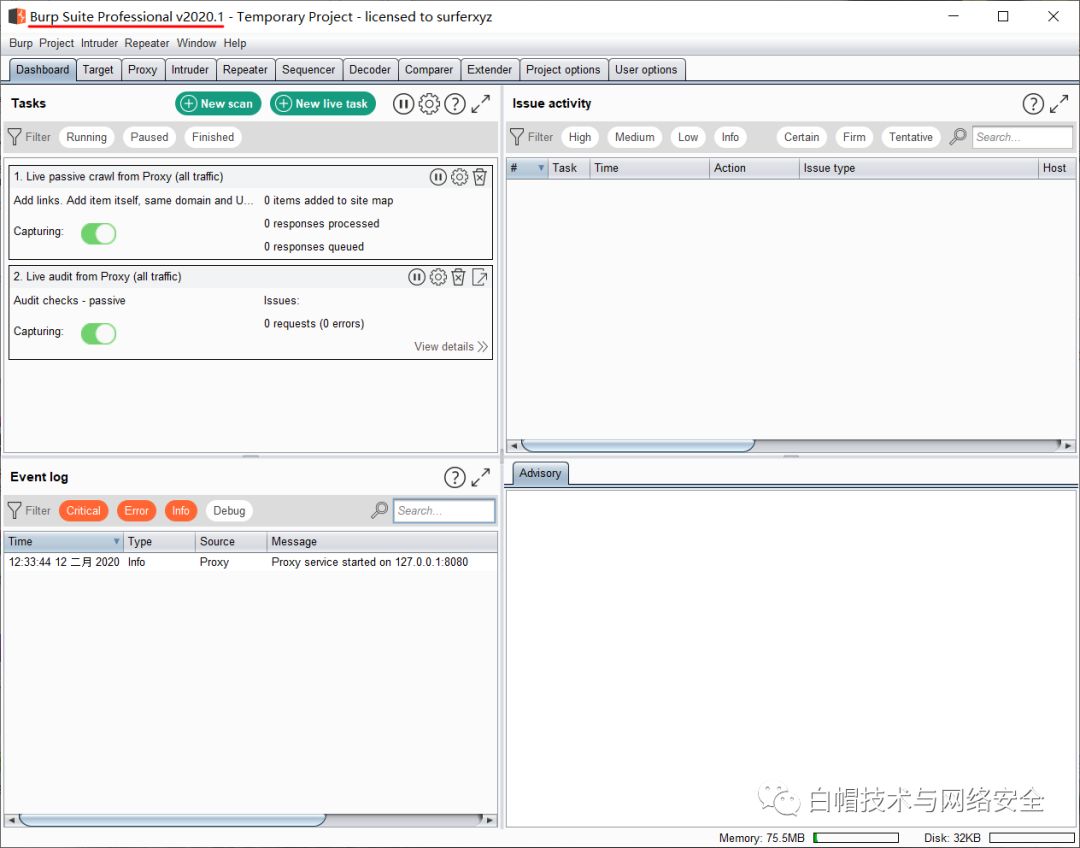 Burp Suite Professional v2020.1 - Temporary Project - licensed to surferxyz
Burp Project Intruder Repeater Window Help
Dashboard Target Proxy Intruder Repeater Sequencer Decoder Comparer Extender Project options User options
Tasks
New scan
New live task
Filter Running Paused Finished
1. Live passive crawl from Proxy (all traffic)
Add links. Add item itself, same domain and U... 0 items added to site map
0 responses processed
Capturing:
0 responses queued
2. Live audit from Proxy (all traffic)
Audit checks - passive Issues:
0 requests (0 errors)
Capturing:
View details
Issue activity
Filter High Medium Low Info Certain Firm Tentative Search...
# Task Time Action Issue type Host
Event log
Filter Critical Error Info Debug Search...
Time Type Source Message
12:33:44 12 二月 2020 Info Proxy Proxy service started on 127.0.0.1:8080
Advisory
白帽技术与网络安全
Memory: 75.5MB Disk: 32KB